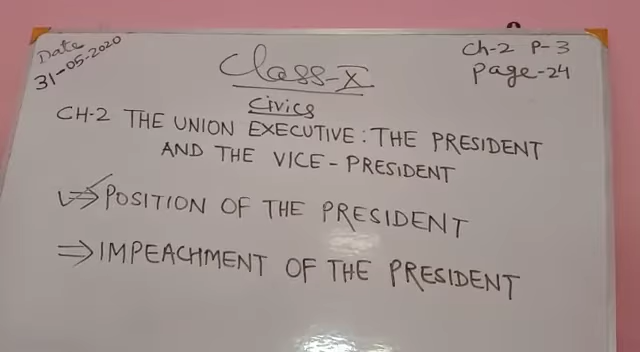 Date
31-05-2020
Ch-2 P-3
Page-24
Class-X
Civics
CH-2 THE UNION EXECUTIVE: THE PRESIDENT
AND THE VICE-PRESIDENT
⇒ POSITION OF THE PRESIDENT
⇒ IMPEACHMENT OF THE PRESIDENT